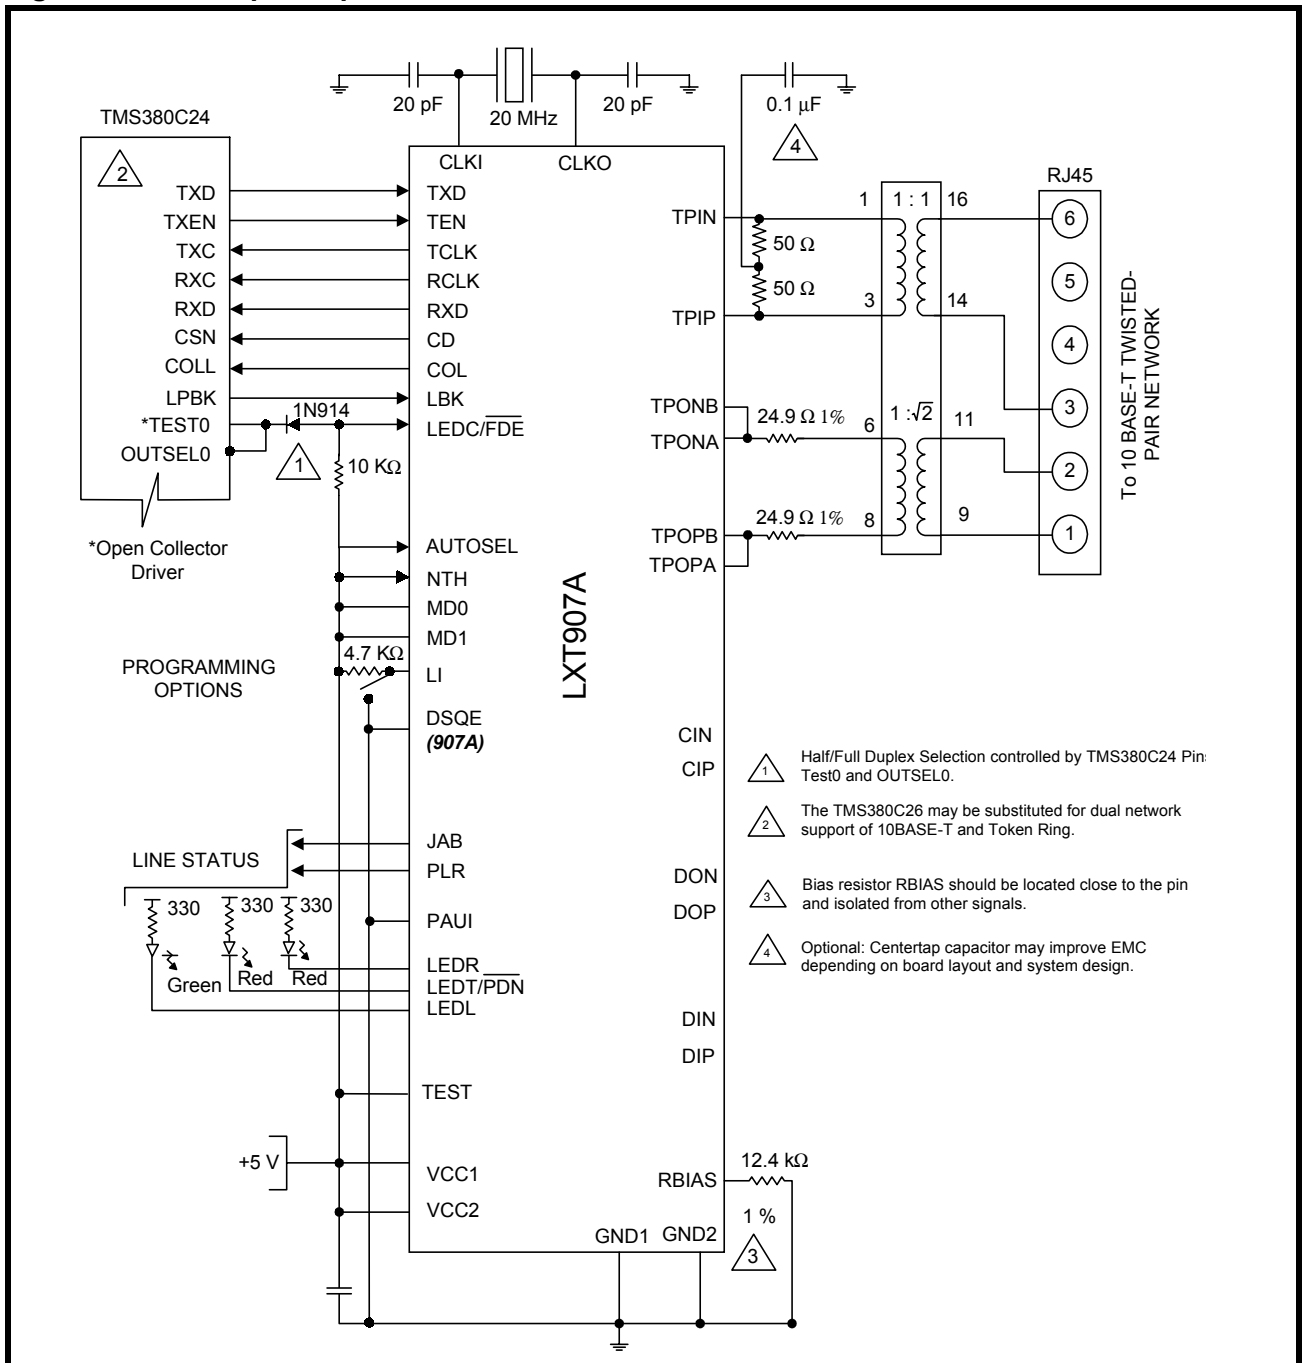 20 pF
20 MHz
20 pF
0.1 µF
4
TMS380C24
2
TXD
TXEN
TXC
RXC
RXD
CSN
COLL
LPBK
*TEST0
OUTSEL0
*Open Collector
Driver
1N914
1
10 KΩ
CLKI
CLKO
TXD
TEN
TCLK
RCLK
RXD
CD
COL
LBK
LEDC/FDE
AUTOSEL
NTH
MD0
MD1
4.7 KΩ
LI
DSQE
(907A)
PROGRAMMING
OPTIONS
JAB
PLR
LINE STATUS
330
330
330
Green
Red
Red
PAUI
LEDR
LEDT/PDN
LEDL
TEST
+5 V
VCC1
VCC2
LXT907A
TPIN
50 Ω
50 Ω
TPIP
TPONB
TPONA
24.9 Ω 1%
TPOPB
TPOPA
24.9 Ω 1%
1
1 : 1
16
3
14
6
1 :√2
11
8
9
RJ45
6
5
4
3
2
1
To 10 BASE-T TWISTED-
PAIR NETWORK
CIN
CIP
DON
DOP
DIN
DIP
RBIAS
12.4 kΩ
1 %
3
GND1
GND2
1
Half/Full Duplex Selection controlled by TMS380C24 Pin
Test0 and OUTSEL0.
2
The TMS380C26 may be substituted for dual network
support of 10BASE-T and Token Ring.
3
Bias resistor RBIAS should be located close to the pin
and isolated from other signals.
4
Optional: Centertap capacitor may improve EMC
depending on board layout and system design.